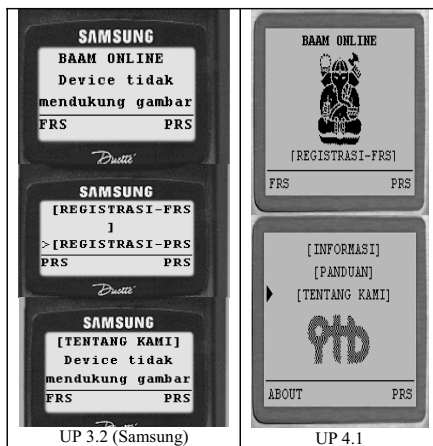 SAMSUNG
BAAM ONLINE
Device tidak
mendukung gambar
FRS PRS
Duette
SAMSUNG
[REGISTRASI-FRS
]
>[REGISTRASI-PRS
PRS PRS
Duette
SAMSUNG
[TENTANG KAMI]
Device tidak
mendukung gambar
FRS PRS
UP 3.2 (Samsung)
BAAM ONLINE
[REGISTRASI-FRS]
FRS PRS
[INFORMASI]
[PANDUAN]
[TENTANG KAMI]
ABOUT PRS
UP 4.1